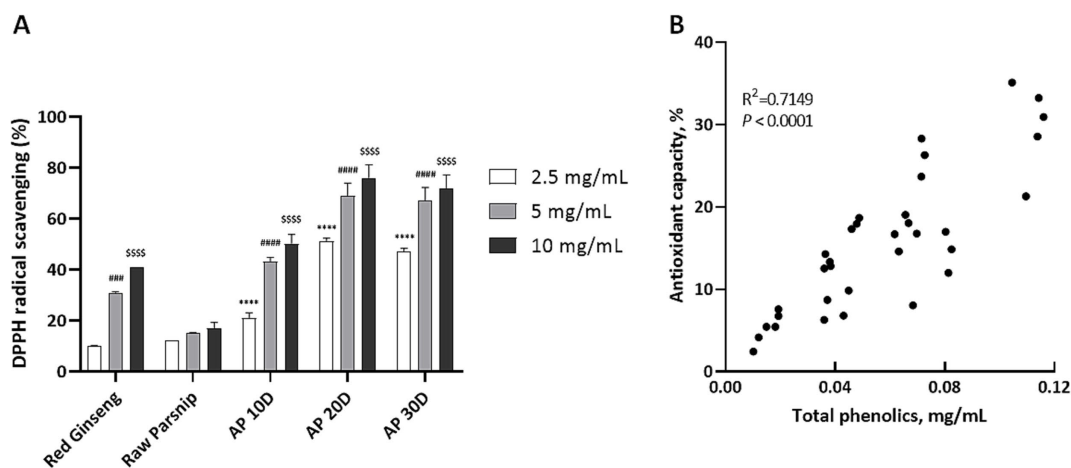 A
DPPH radical scavenging (%)
100
80
60
40
20
0
###
$$$$
****
####
$$$$
****
####
$$$$
****
####
$$$$
Red Ginseng
Raw Parsnip
AP 10D
AP 20D
AP 30D
2.5 mg/mL
5 mg/mL
10 mg/mL
B
Antioxidant capacity, %
40
30
20
10
0
R²=0.7149
P < 0.0001
0.00
0.04
0.08
0.12
Total phenolics, mg/mL